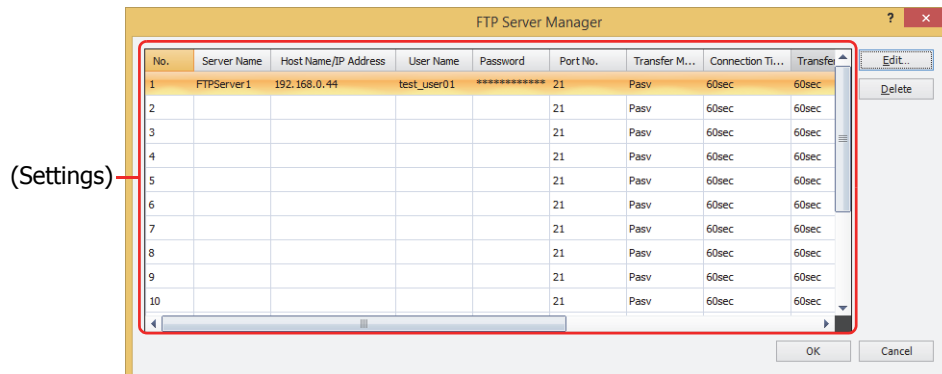 FTP Server Manager
? ×
No. Server Name Host Name/IP Address User Name Password Port No. Transfer M... Connection Ti... Transfer
Edit...
1 FTPServer1 192.168.0.44 test_user01 ************ 21 Pasv 60sec 60sec
Delete
2 21 Pasv 60sec 60sec
3 21 Pasv 60sec 60sec
4 21 Pasv 60sec 60sec
(Settings)
5 21 Pasv 60sec 60sec
6 21 Pasv 60sec 60sec
7 21 Pasv 60sec 60sec
8 21 Pasv 60sec 60sec
9 21 Pasv 60sec 60sec
10 21 Pasv 60sec 60sec
OK Cancel